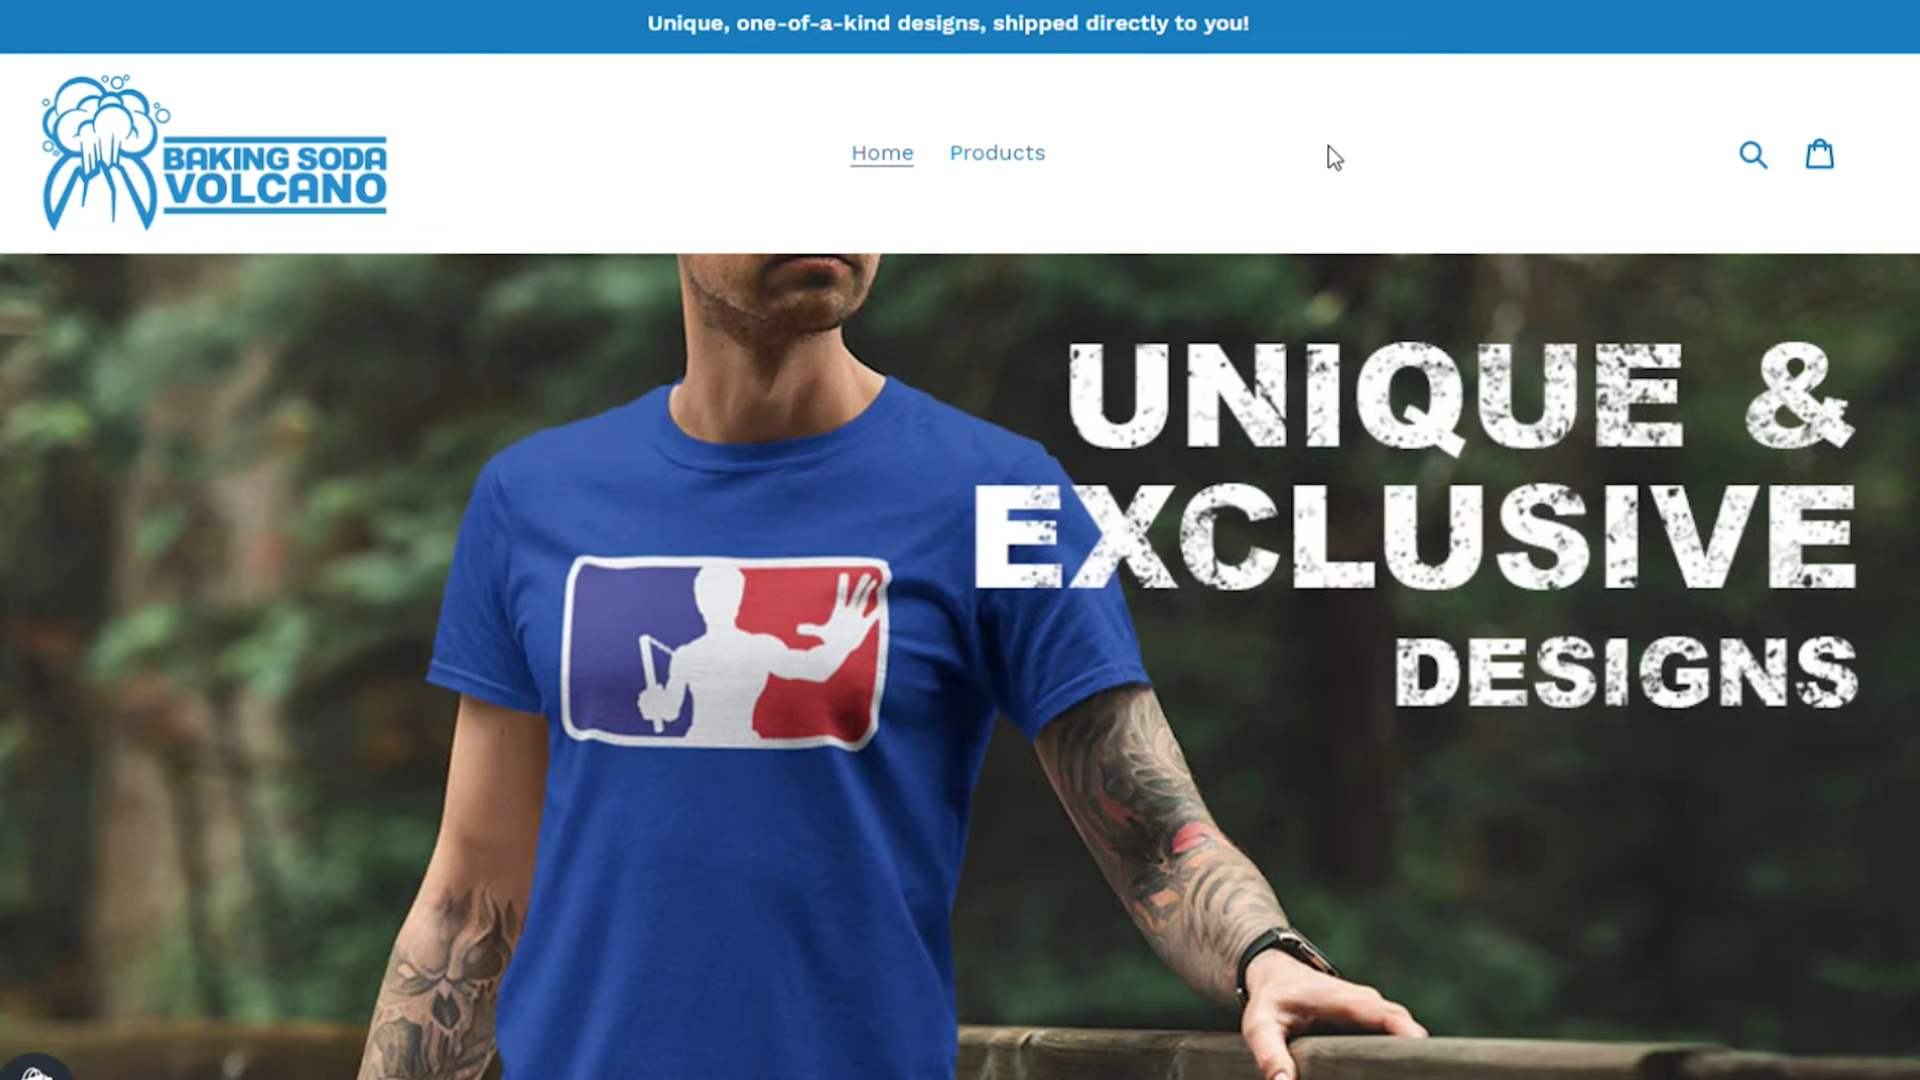 Unique, one-of-a-kind designs, shipped directly to you!
BAKING SODA
VOLCANO
Home
Products
UNIQUE &
EXCLUSIVE
DESIGNS